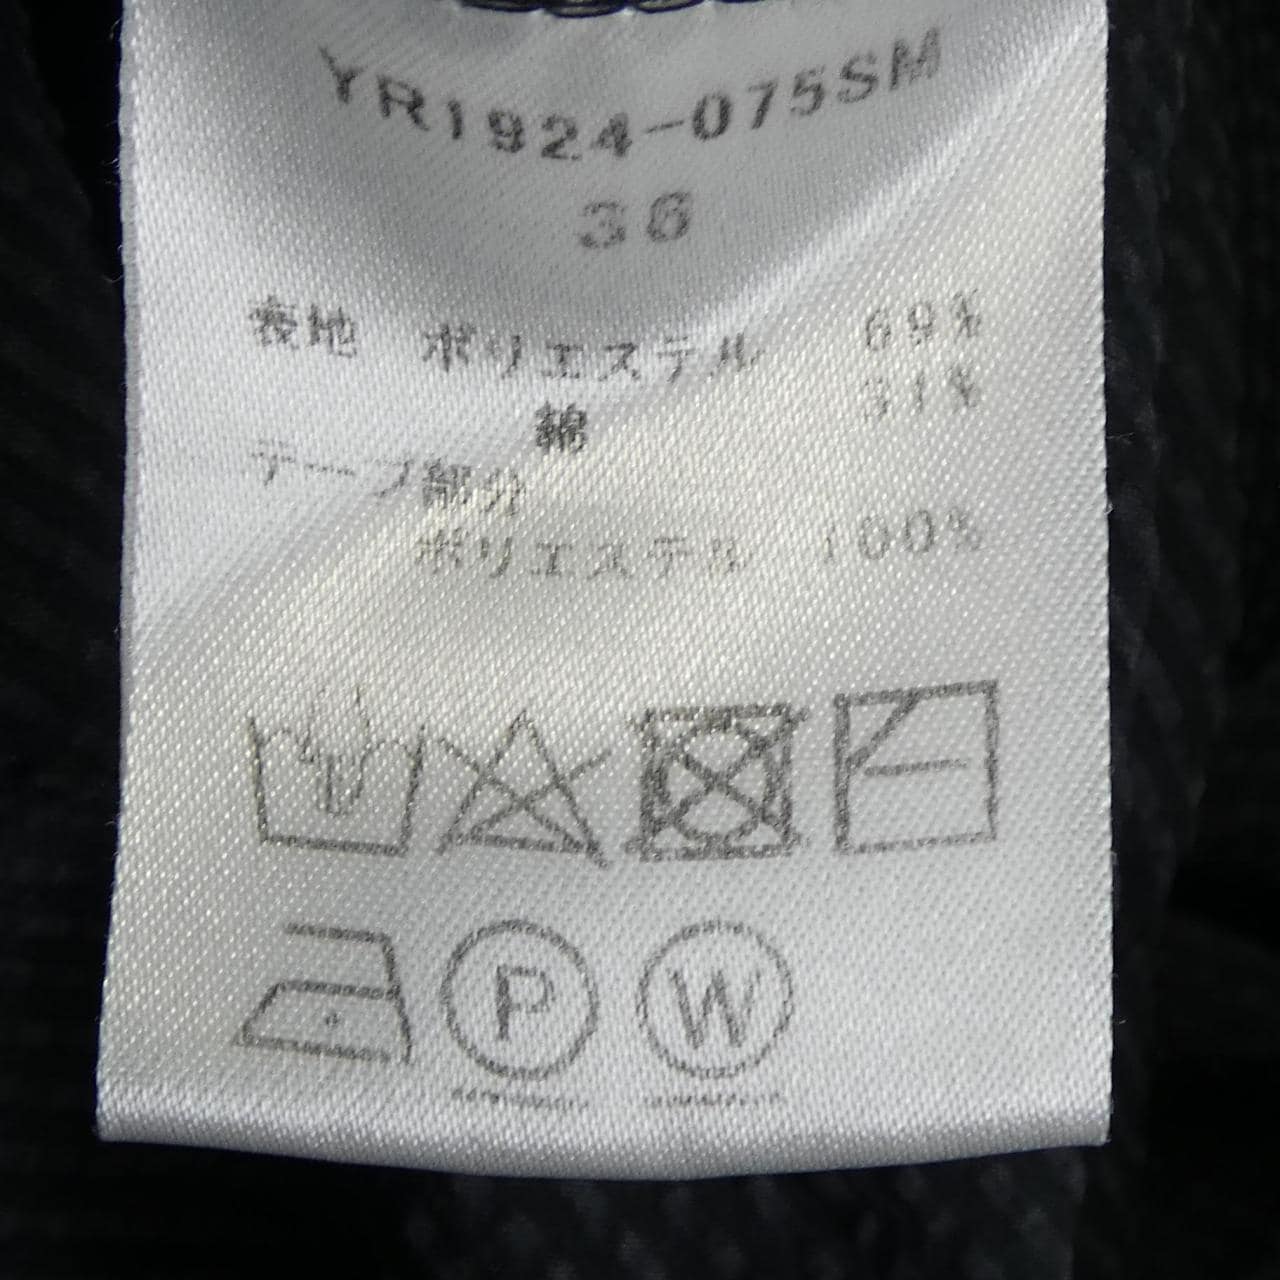 YR1924-075SM
36
表地 ポリエステル 69%
綿 31%
テープ部分
ポリエステル 100%
P W